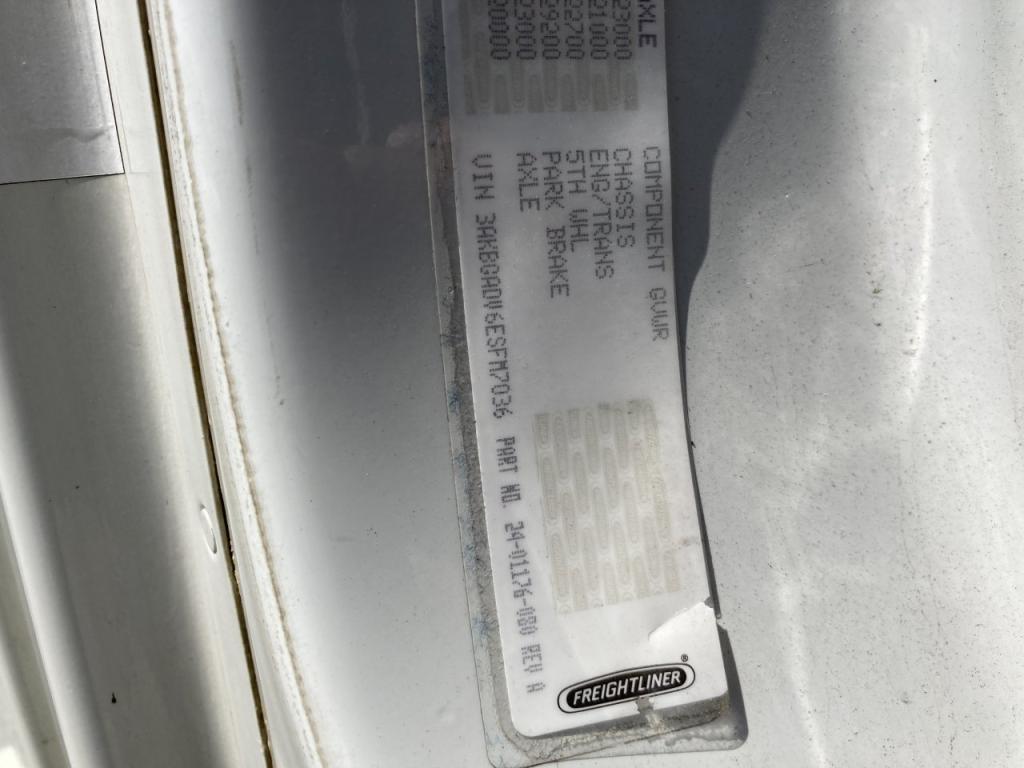 AXLE COMPONENT GVWR
23000 CHASSIS
21000 ENG/TRANS
22700 5TH WHL
29200 PARK BRAKE
23000 AXLE
20000
VIN 3AKBGADV6ESFM7036 PART NO. 24-01176-080 REV A
FREIGHTLINER®